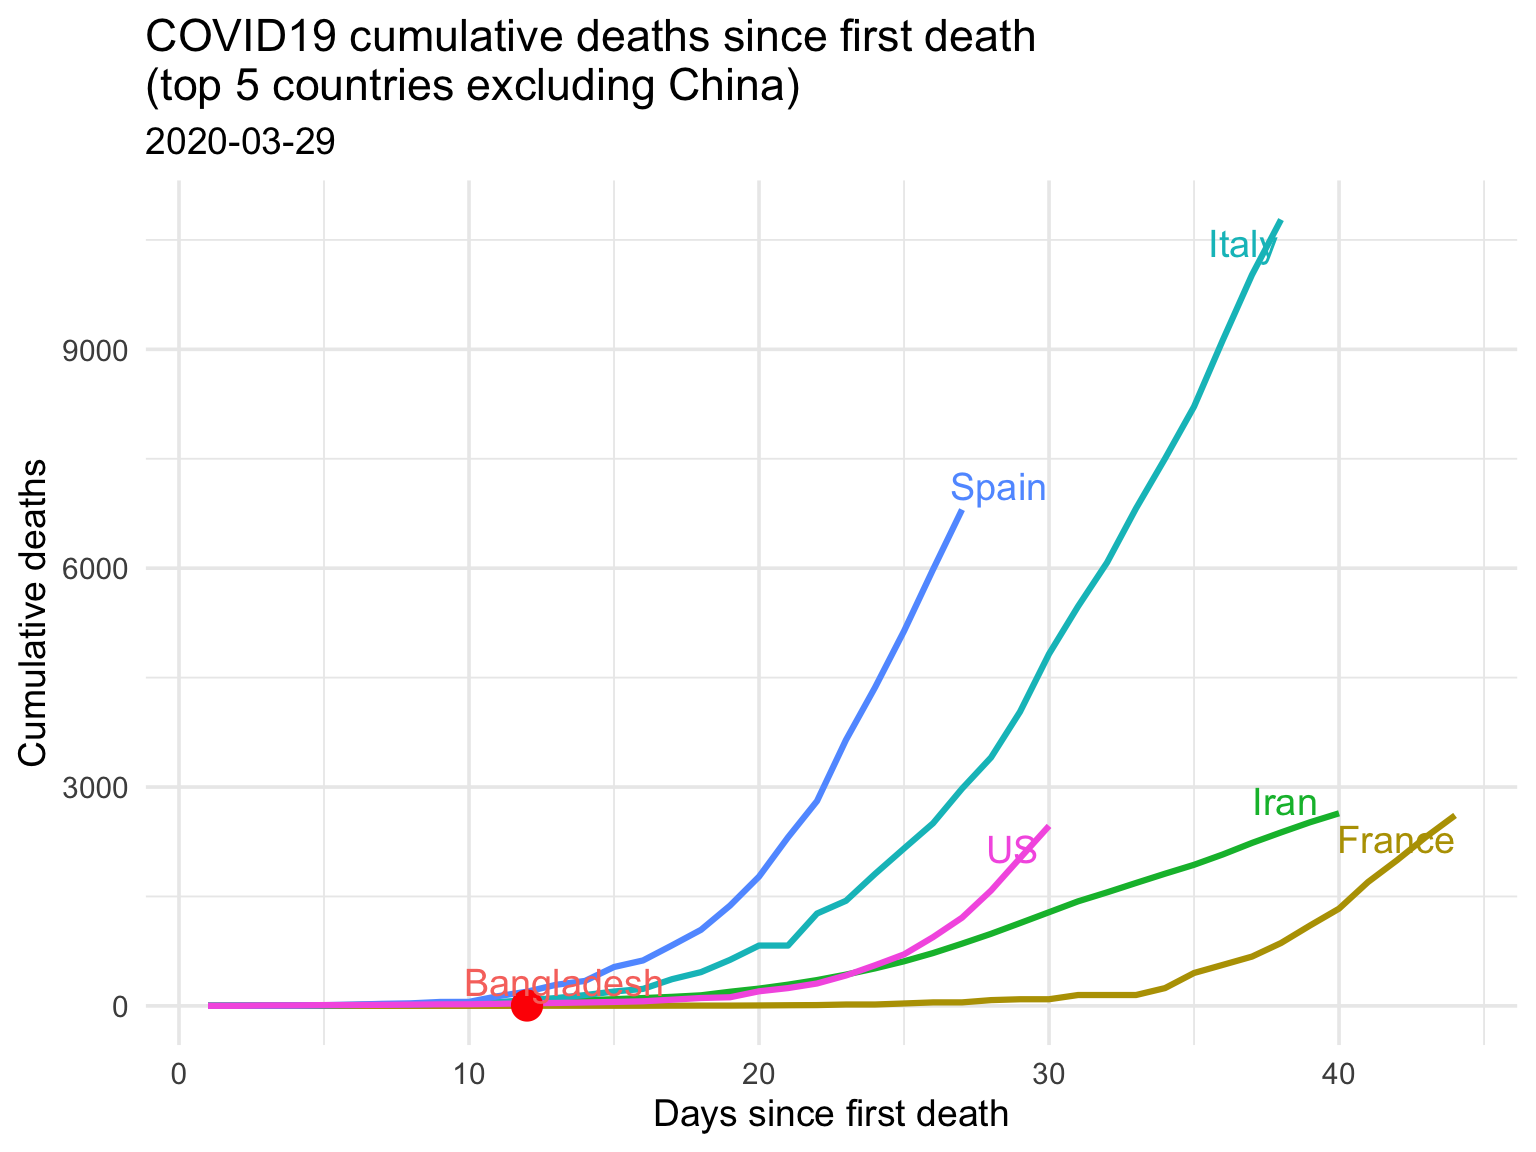 COVID19 cumulative deaths since first death
(top 5 countries excluding China)
2020-03-29
Italy
9000
Spain
6000
Cumulative deaths
3000
Iran
US
France
Bangladesh
0
0 10 20 30 40
Days since first death